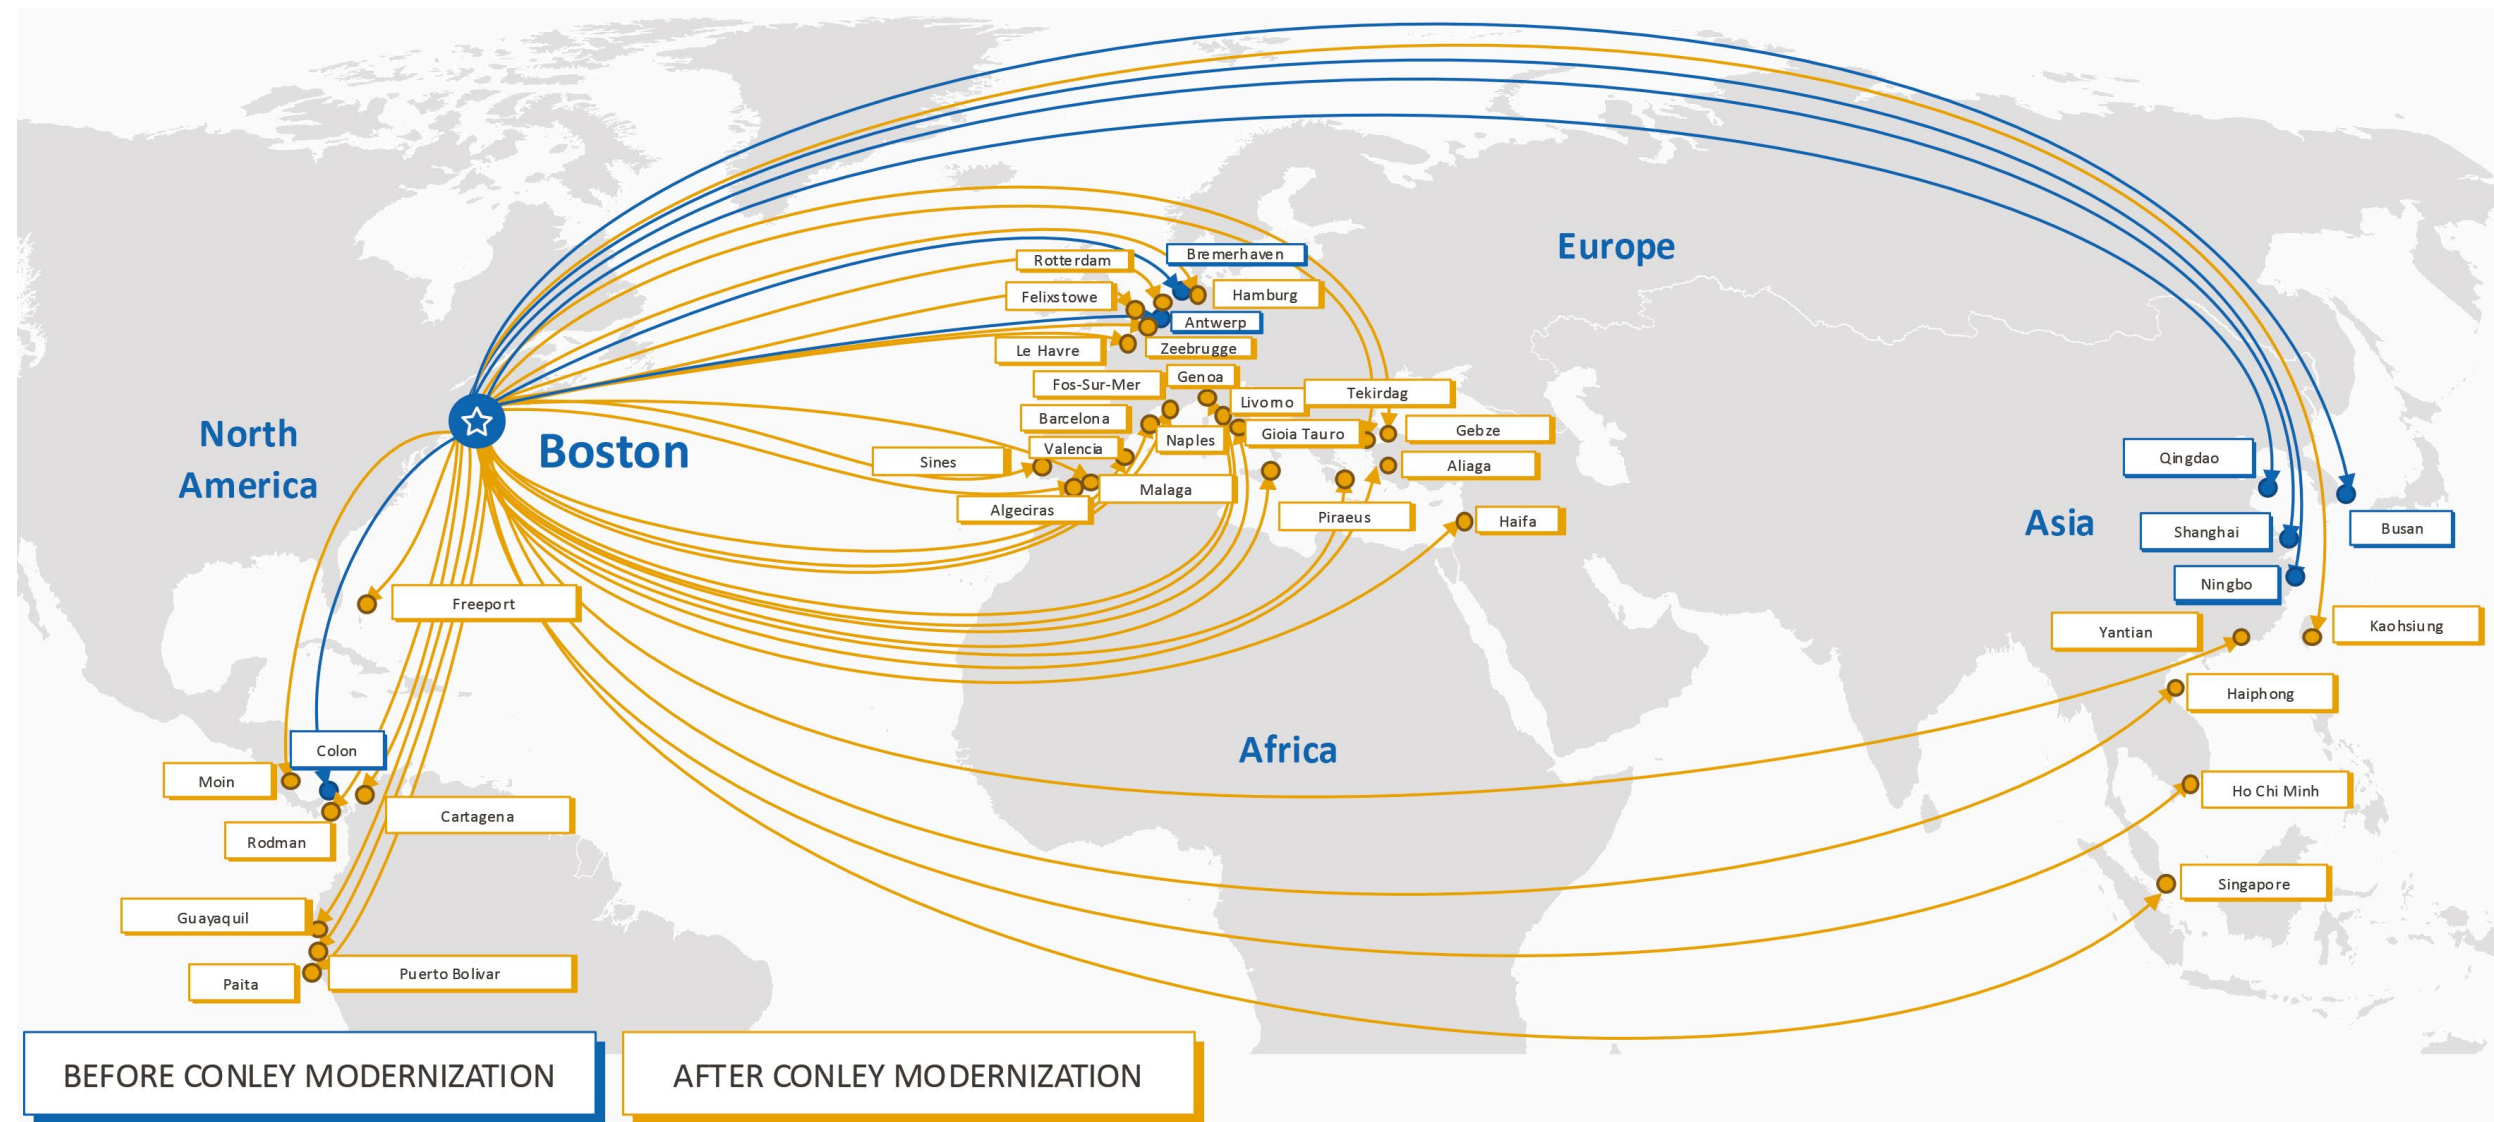 Europe
Bremerhaven
Rotterdam
Hamburg
Felixstowe
Antwerp
Le Havre
Zeebrugge
Genoa
Fos-Sur-Mer
Tekirdag
Livorno
Barcelona
Gebze
North
America
Boston
Naples
Gioia Tauro
Valencia
Sines
Aliaga
Malaga
Algeciras
Piraeus
Haifa
Qingdao
Asia
Shanghai
Busan
Ningbo
Freeport
Yantian
Kaohsiung
Haiphong
Africa
Colon
Moin
Ho Chi Minh
Cartagena
Rodman
Singapore
Guayaquil
Puerto Bolivar
Paita
BEFORE CONLEY MODERNIZATION
AFTER CONLEY MODERNIZATION